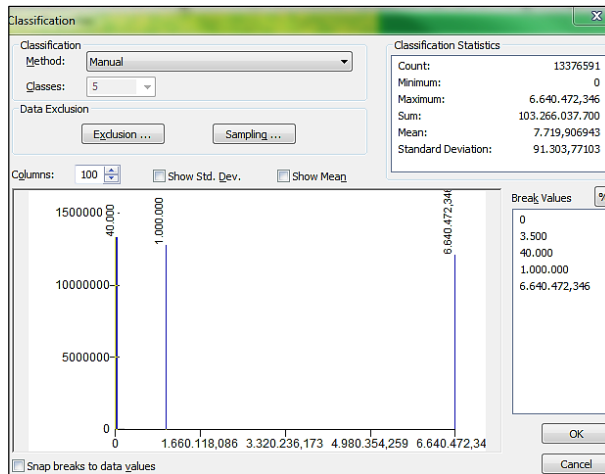 Classification
Classification
Method: Manual
Classes: 5
Data Exclusion
Exclusion ...
Sampling ...
Classification Statistics
Count: 13376591
Minimum: 0
Maximum: 6.640.472,346
Sum: 103.266.037.700
Mean: 7.719,906943
Standard Deviation: 91.303,77103
Columns: 100
Show Std. Dev.
Show Mean
Break Values
%
0
3.500
40.000
1.000.000
6.640.472,346
1500000
10000000
5000000
0
40.000
1.000.000
6.640.472,346
0
1.660.118,086
3.320.236,173
4.980.354,259
6.640.472,34
Snap breaks to data values
OK
Cancel